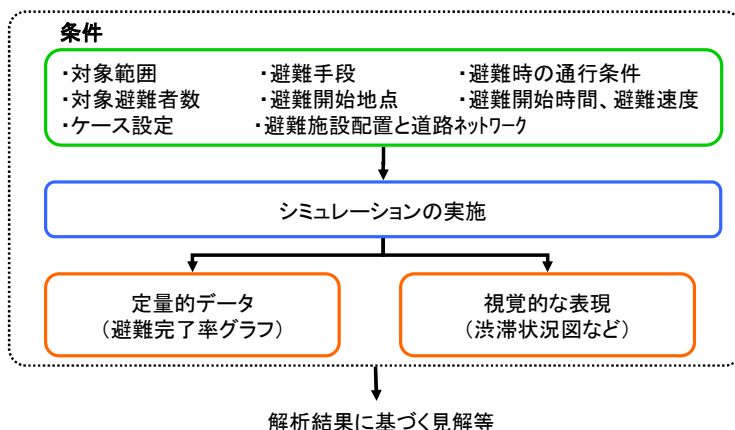 条件
・対象範囲 ・避難手段 ・避難時の通行条件
・対象避難者数 ・避難開始地点 ・避難開始時間、避難速度
・ケース設定 ・避難施設配置と道路ネットワーク
シミュレーションの実施
定量的データ
（避難完了率グラフ）
視覚的な表現
（渋滞状況図など）
解析結果に基づく見解等